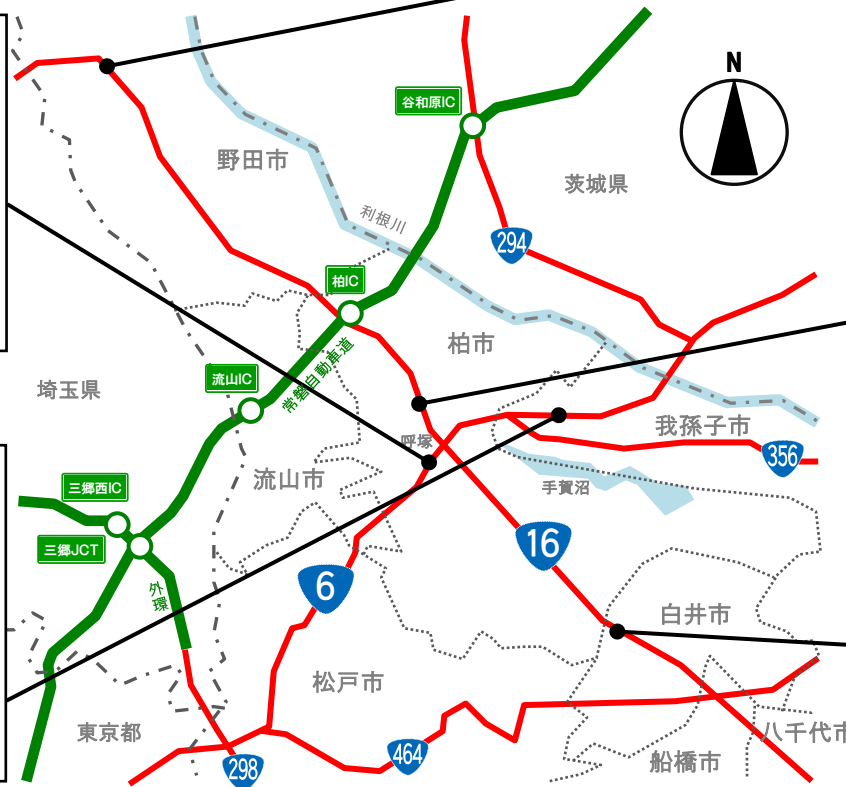 N
谷和原IC
野田市
茨城県
利根川
294
柏IC
柏市
常磐自動車道
流山IC
埼玉県
我孫子市
呼塚
356
流山市
手賀沼
三郷西IC
三郷JCT
16
外環
6
白井市
松戸市
東京都
八千代市
464
298
船橋市